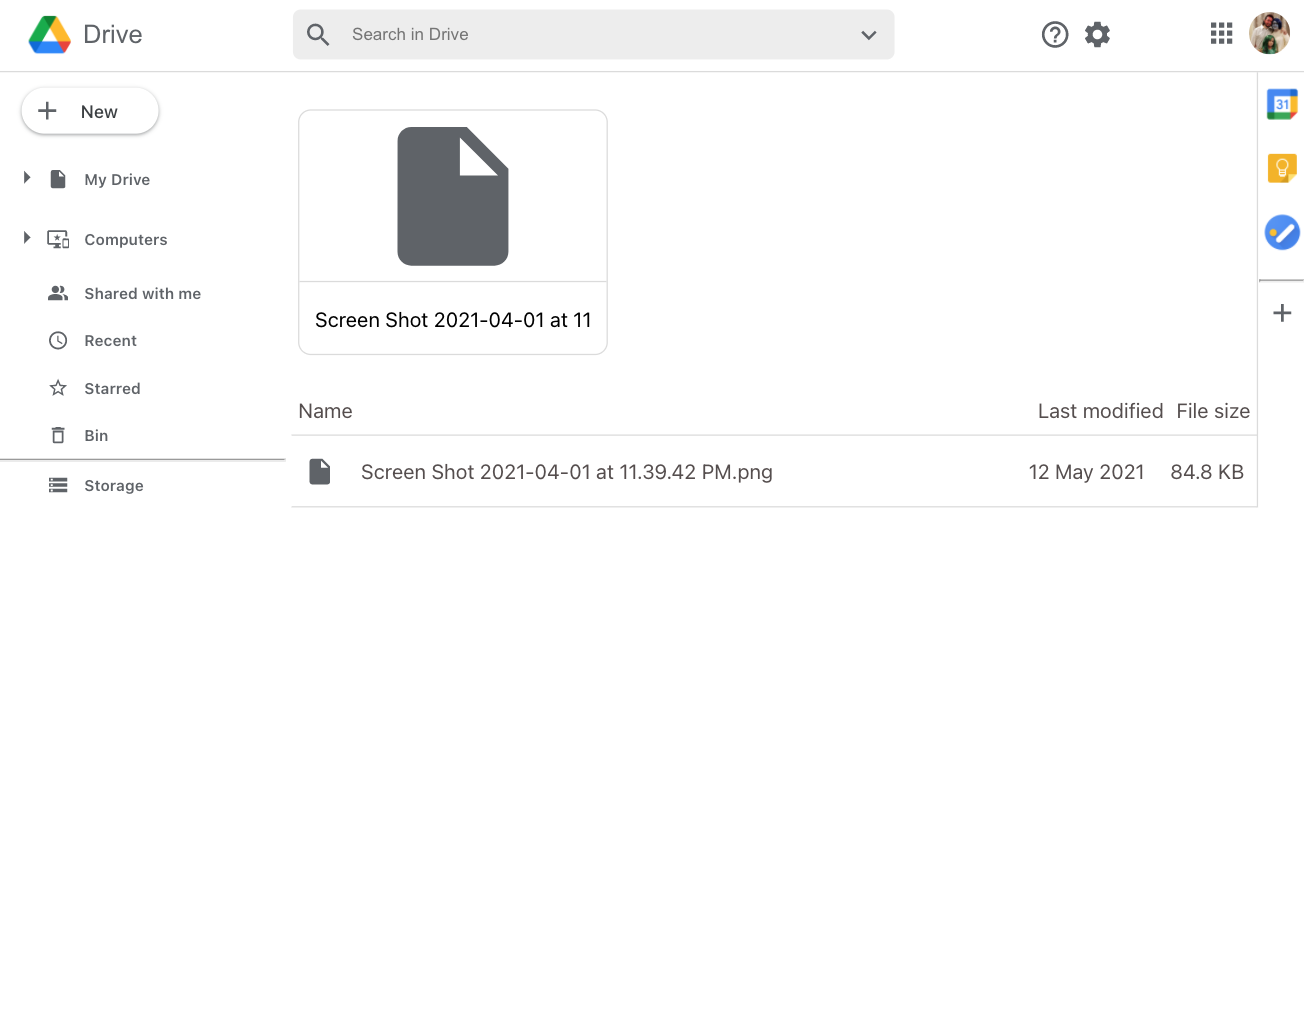 Drive
Search in Drive
New
My Drive
Computers
Shared with me
Recent
Starred
Bin
Storage
Screen Shot 2021-04-01 at 11
Name Last modified File size
Screen Shot 2021-04-01 at 11.39.42 PM.png 12 May 2021 84.8 KB
31